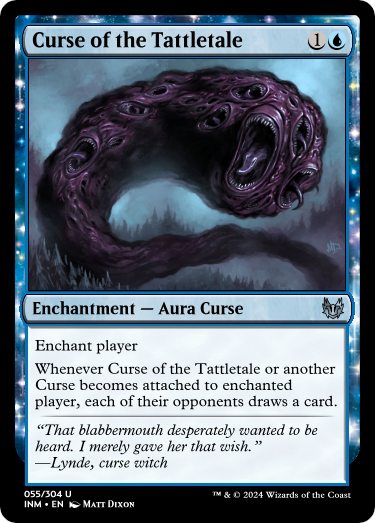 Curse of the Tattletale 1
Enchantment — Aura Curse
Enchant player
Whenever Curse of the Tattletale or another
Curse becomes attached to enchanted
player, each of their opponents draws a card.
“That blabbermouth desperately wanted to be
heard. I merely gave her that wish.”
—Lynde, curse witch
055/304 U
INM • EN Matt Dixon
™ & © 2024 Wizards of the Coast